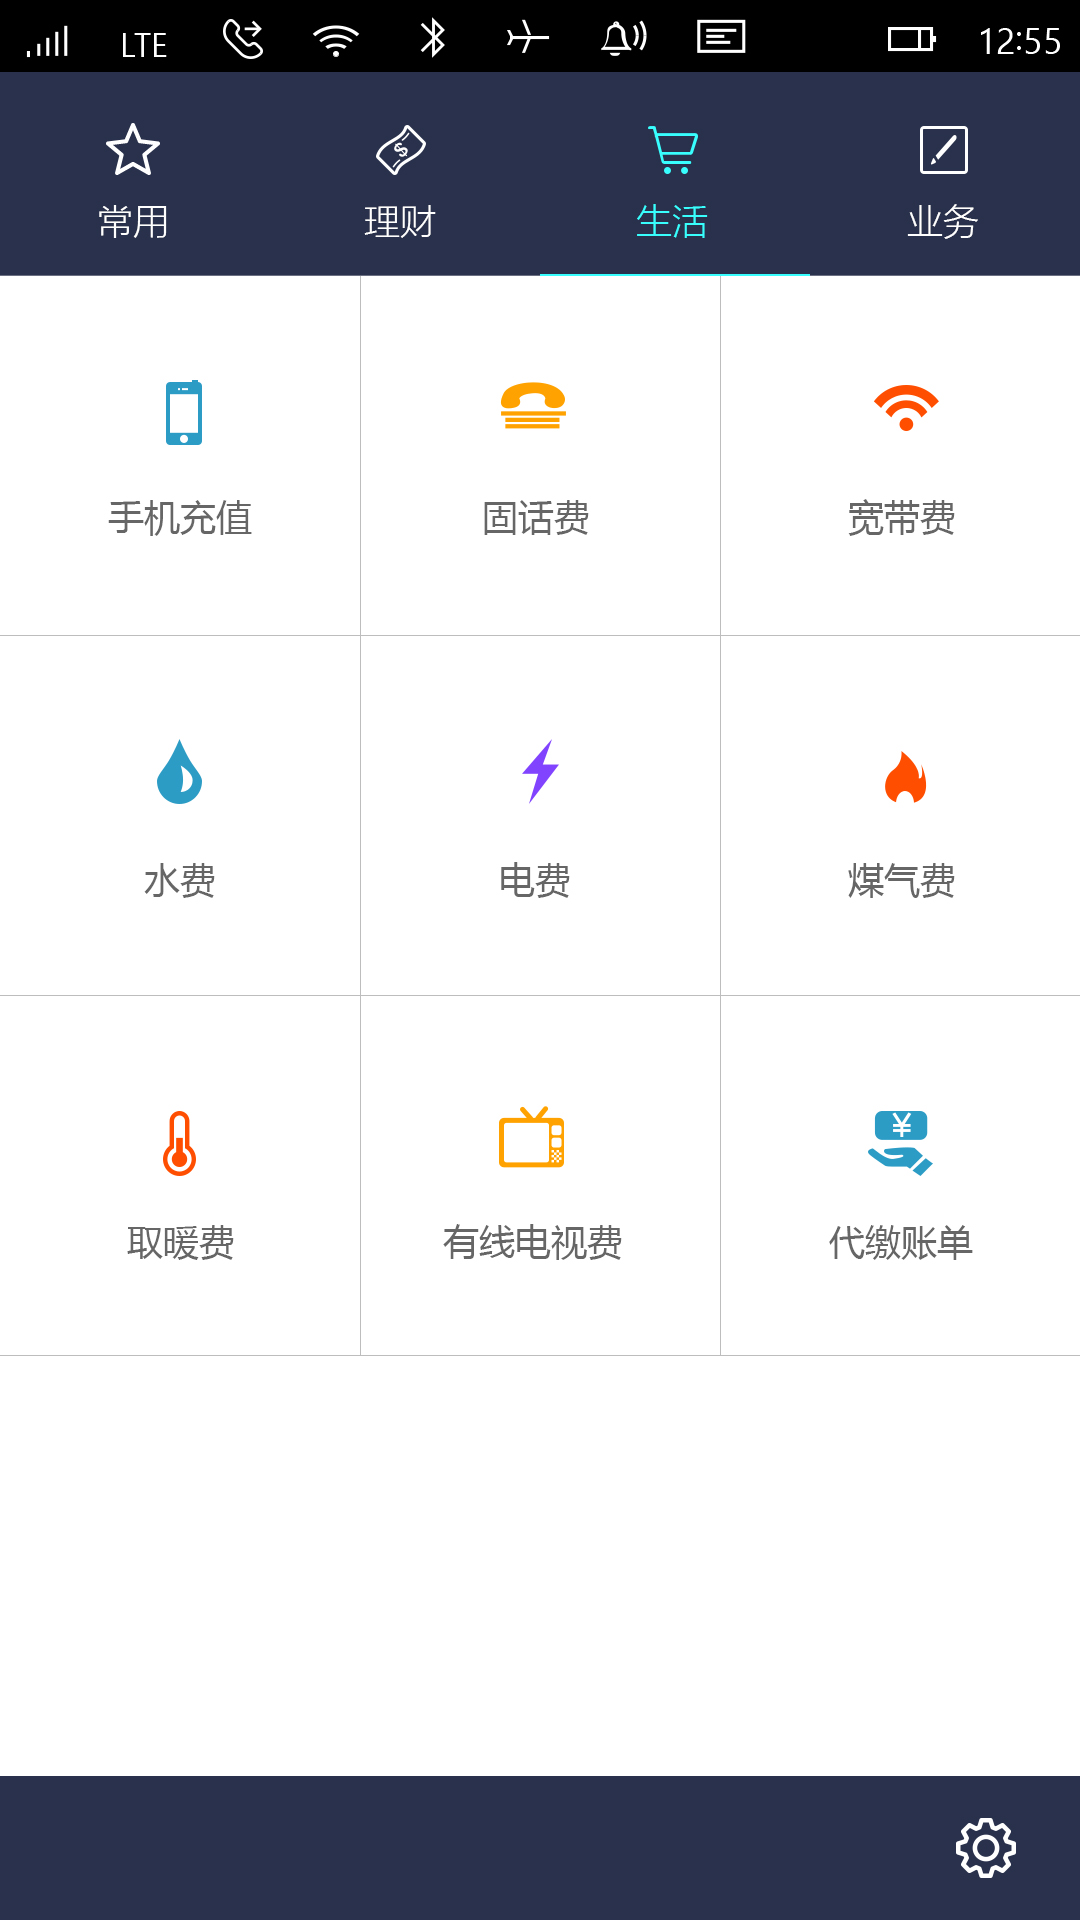 LTE 12:55
常用 理财 生活 业务
手机充值 固话费 宽带费
水费 电费 煤气费
取暖费 有线电视费 代缴账单